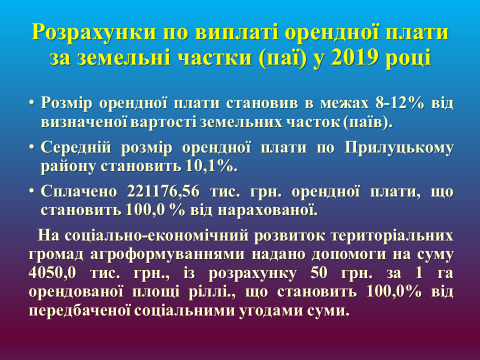 Розрахунки по виплаті орендної плати
за земельні частки (паї) у 2019 році
• Розмір орендної плати становив в межах 8-12% від
визначеної вартості земельних часток (паїв).
• Середній розмір орендної плати по Прилуцькому
району становить 10,1%.
• Сплачено 221176,56 тис. грн. орендної плати, що
становить 100,0 % від нарахованої.
На соціально-економічний розвиток територіальних
громад агроформуваннями надано допомоги на суму
4050,0 тис. грн., із розрахунку 50 грн. за 1 га
орендованої площі ріллі., що становить 100,0% від
передбаченої соціальними угодами суми.